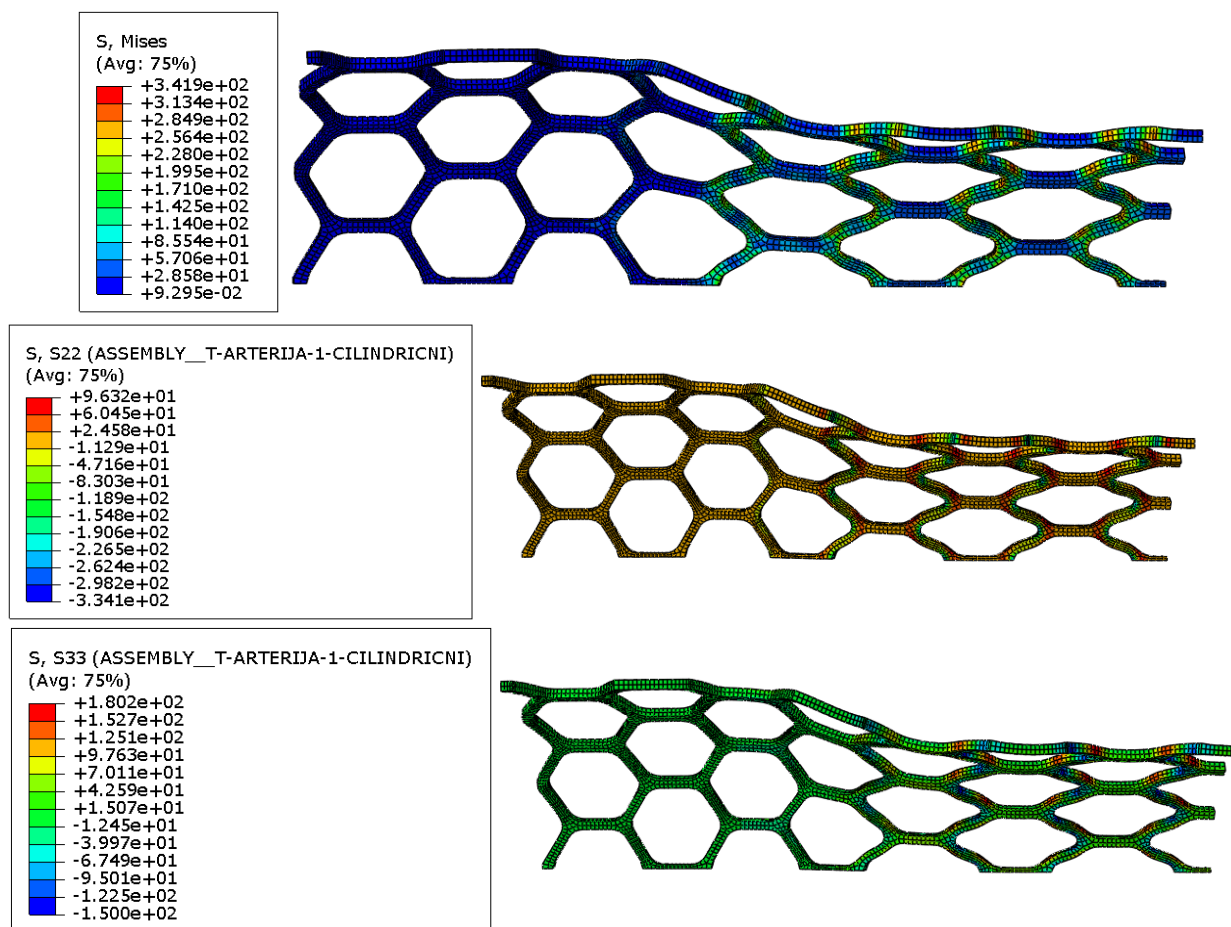 S, Mises
(Avg: 75%)
+3.419e+02
+3.134e+02
+2.849e+02
+2.564e+02
+2.280e+02
+1.995e+02
+1.710e+02
+1.425e+02
+1.140e+02
+8.554e+01
+5.706e+01
+2.858e+01
+9.295e-02
S, S22 (ASSEMBLY__T-ARTERIJA-1-CILINDRICNI)
(Avg: 75%)
+9.632e+01
+6.045e+01
+2.458e+01
-1.129e+01
-4.716e+01
-8.303e+01
-1.189e+02
-1.548e+02
-1.906e+02
-2.265e+02
-2.624e+02
-2.982e+02
-3.341e+02
S, S33 (ASSEMBLY__T-ARTERIJA-1-CILINDRICNI)
(Avg: 75%)
+1.802e+02
+1.527e+02
+1.251e+02
+9.763e+01
+7.011e+01
+4.259e+01
+1.507e+01
-1.245e+01
-3.997e+01
-6.749e+01
-9.501e+01
-1.225e+02
-1.500e+02